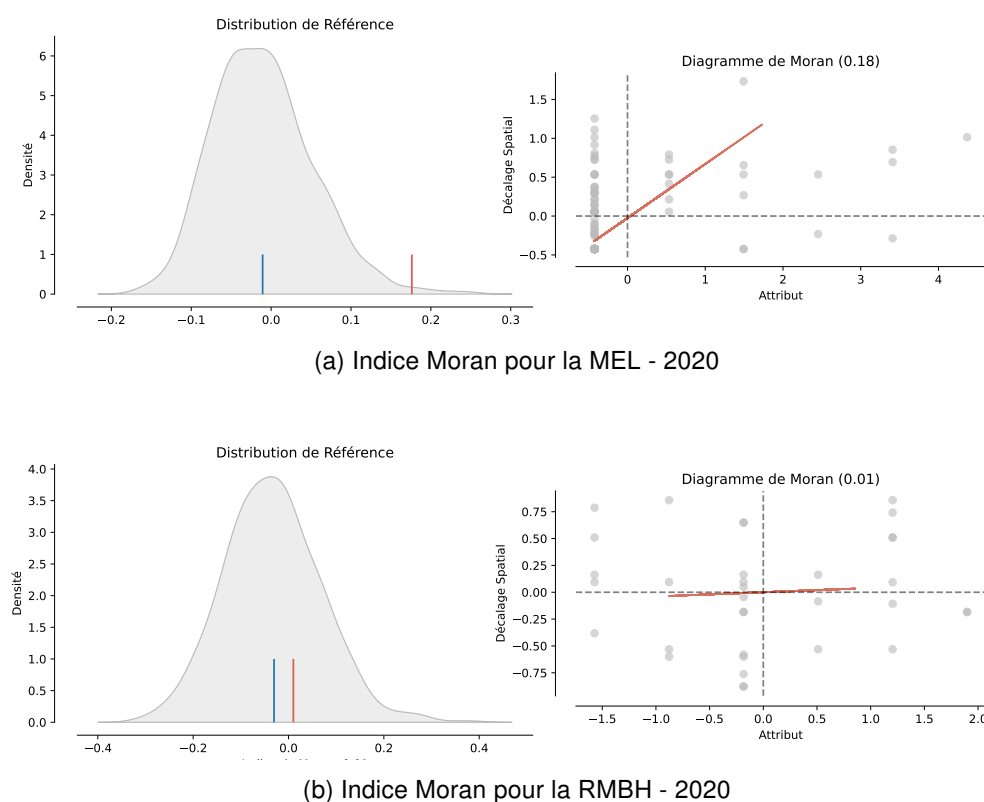 Distribution de Référence
Densité
6
5
4
3
2
1
0
−0.2 −0.1 0.0 0.1 0.2 0.3
Diagramme de Moran (0.18)
Décalage Spatial
1.5
1.0
0.5
0.0
−0.5
0 1 2 3 4
Attribut
(a) Indice Moran pour la MEL - 2020
Distribution de Référence
Densité
4.0
3.5
3.0
2.5
2.0
1.5
1.0
0.5
0.0
−0.4 −0.2 0.0 0.2 0.4
Diagramme de Moran (0.01)
Décalage Spatial
0.75
0.50
0.25
0.00
−0.25
−0.50
−0.75
−1.5 −1.0 −0.5 0.0 0.5 1.0 1.5 2.0
Attribut
(b) Indice Moran pour la RMBH - 2020